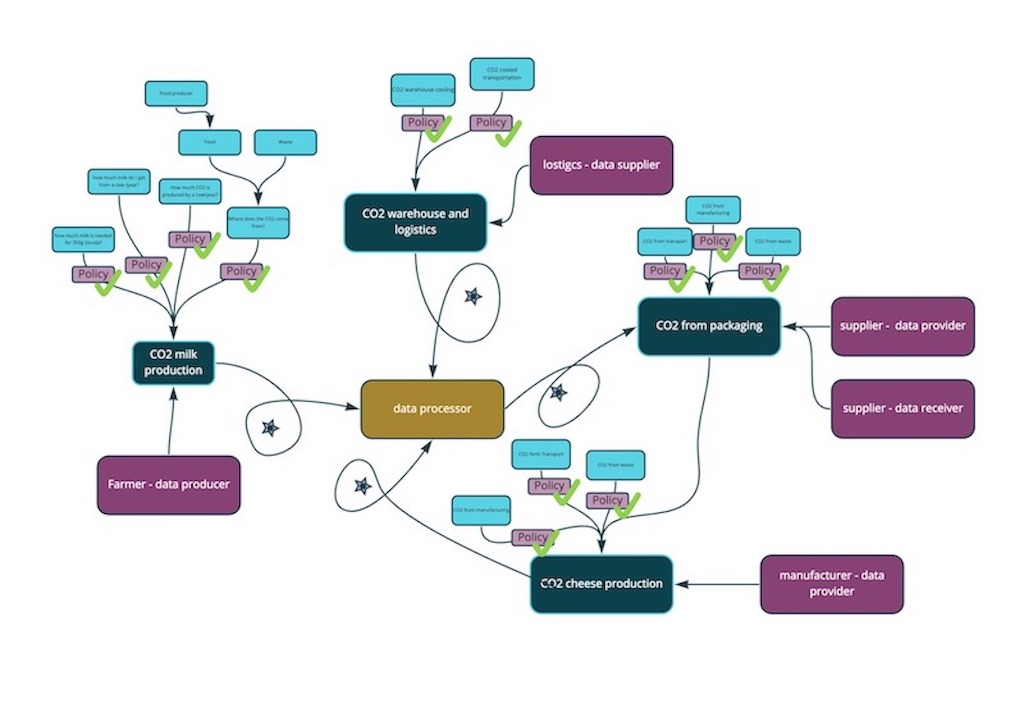 CO2 cooled
transportation
CO2 warehouse cooling
Policy
Policy
Food producer
Food
Waste
how much milk do i get
from a cow /year?
How much CO2 is
produced by a cow/year?
Where does the CO2 come
from?
how much milk is needed
for 350g Gouda?
Policy
Policy
Policy
Policy
lostigcs - data supplier
CO2 warehouse and
logistics
CO2 from
manufacturing
CO2 from transport
Policy
CO2 from waste
Policy
Policy
CO2 from packaging
supplier -  data provider
supplier - data receiver
CO2 milk
production
data processor
Farmer - data producer
CO2 form Transport
CO2 from waste
Policy
Policy
CO2 from manufacturing
Policy
CO2 cheese production
manufacturer - data
provider